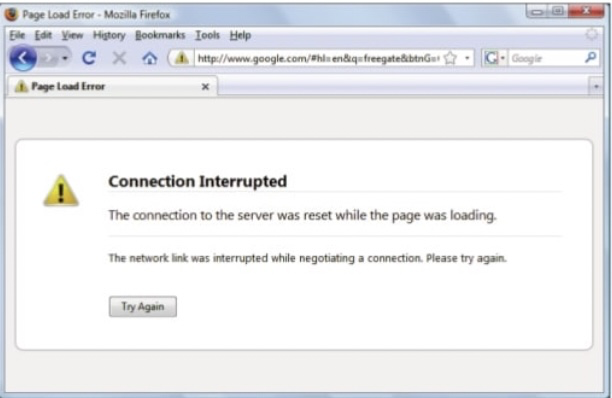 Page Load Error - Mozilla Firefox
File Edit View History Bookmarks Tools Help
http://www.google.com/#hl=en&q=freegate&btnG= Google
Page Load Error
Connection Interrupted
The connection to the server was reset while the page was loading.
The network link was interrupted while negotiating a connection. Please try again.
Try Again